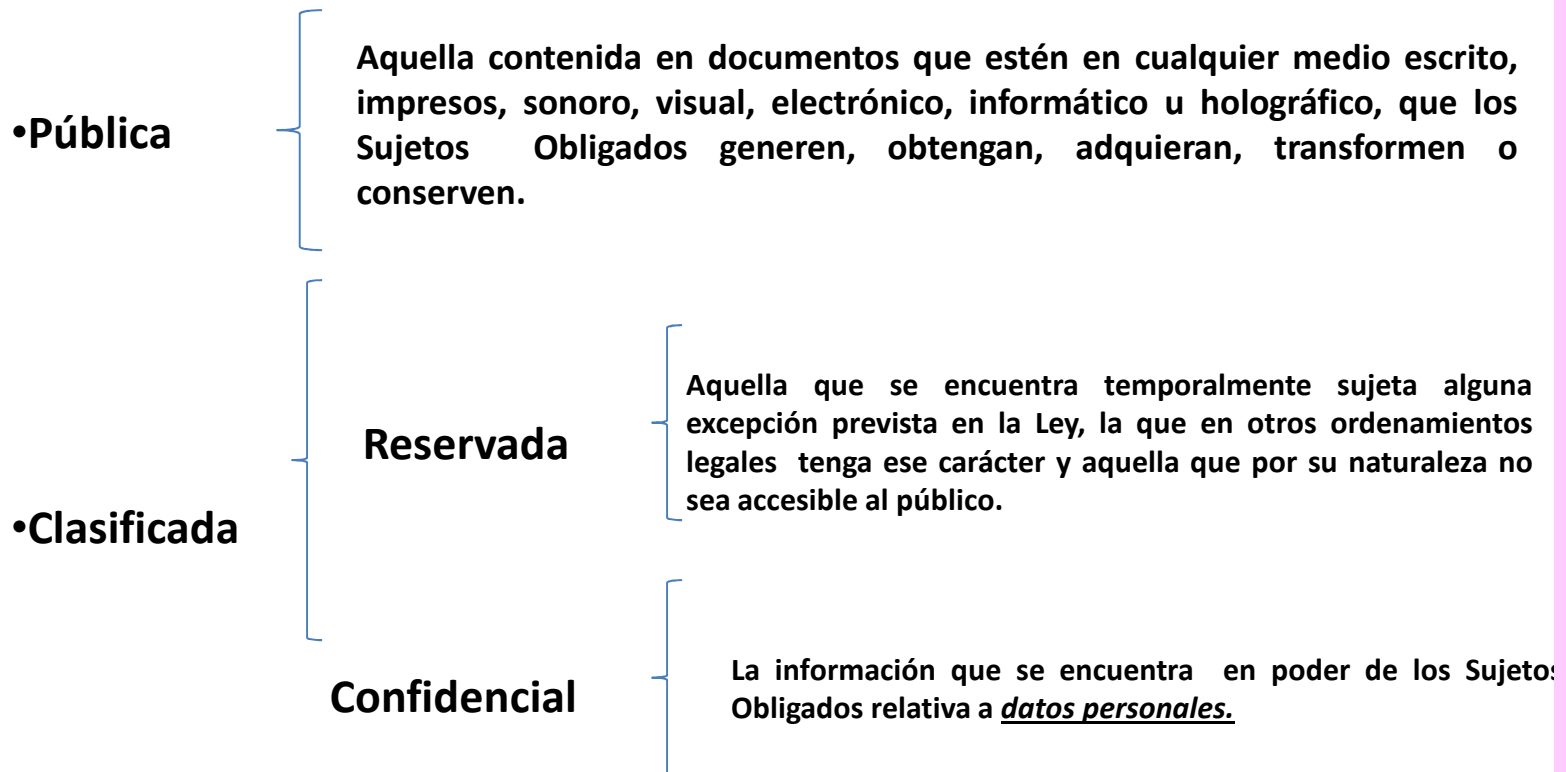 •Pública
Aquella contenida en documentos que estén en cualquier medio escrito,
impresos, sonoro, visual, electrónico, informático u holográfico, que los
Sujetos Obligados generen, obtengan, adquieran, transformen o
conserven.
•Clasificada
Reservada
Aquella que se encuentra temporalmente sujeta alguna
excepción prevista en la Ley, la que en otros ordenamientos
legales tenga ese carácter y aquella que por su naturaleza no
sea accesible al público.
Confidencial
La información que se encuentra en poder de los Sujetos
Obligados relativa a datos personales.